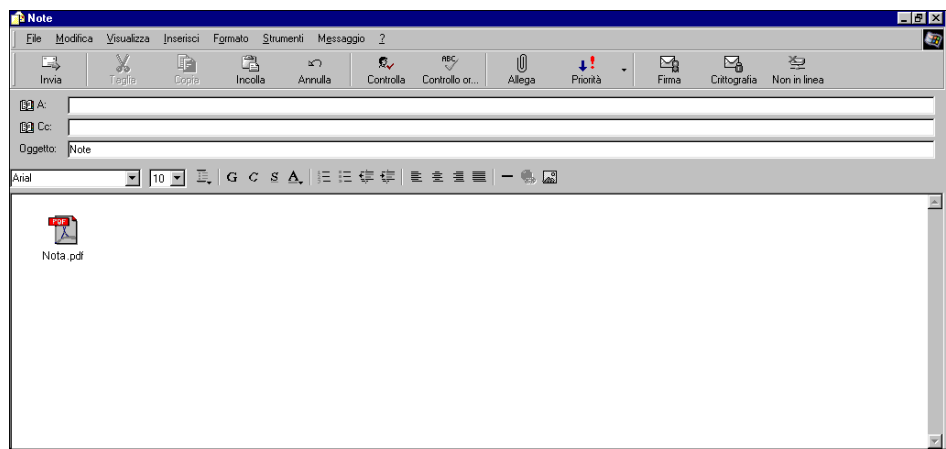 Note
File Modifica Visualizza Inserisci Formato Strumenti Messaggio ?
Invia Taglia Copia Incolla Annulla Controlla Controllo or... Allega Priorità Firma Crittografia Non in linea
A:
Cc:
Oggetto: Note
Arial 10 G C S A
PDF
Nota.pdf